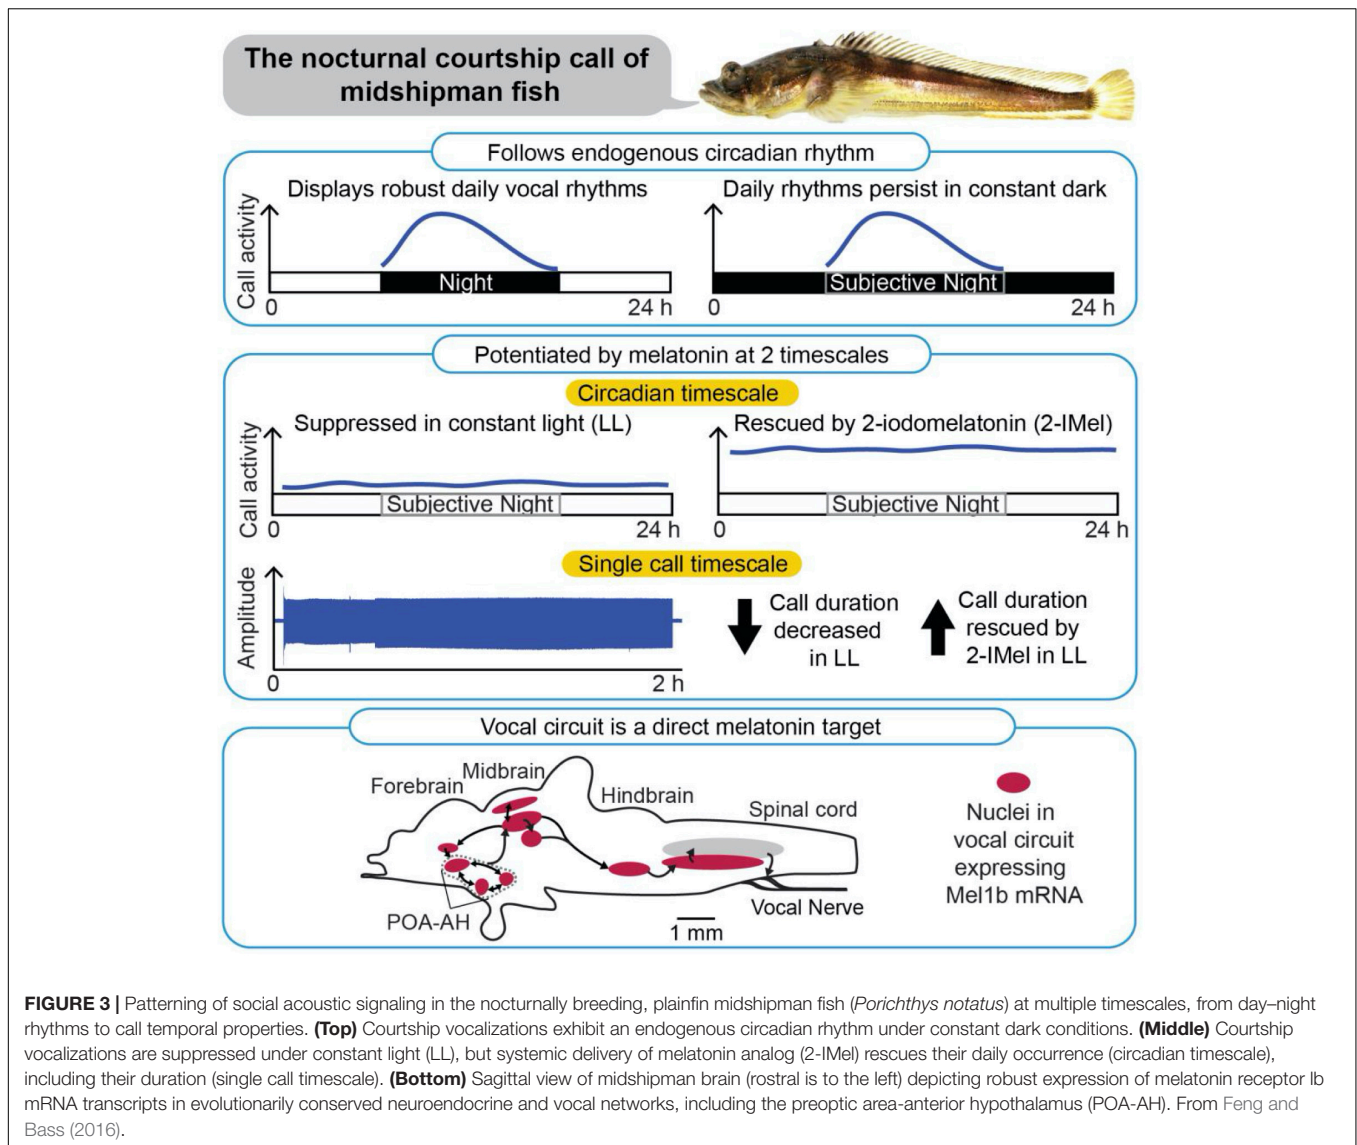 The nocturnal courtship call of
midshipman fish
Follows endogenous circadian rhythm
Displays robust daily vocal rhythms
Call activity
Night
0
24 h
Daily rhythms persist in constant dark
Subjective Night
0
24 h
Potentiated by melatonin at 2 timescales
Circadian timescale
Suppressed in constant light (LL)
Call activity
Subjective Night
0
24 h
Rescued by 2-iodomelatonin (2-IMel)
Subjective Night
0
24 h
Single call timescale
Amplitude
0
2 h
Call duration
decreased
in LL
Call duration
rescued by
2-IMel in LL
Vocal circuit is a direct melatonin target
Forebrain
Midbrain
Hindbrain
Spinal cord
POA-AH
Vocal Nerve
1 mm
Nuclei in
vocal circuit
expressing
Mel1b mRNA
FIGURE 3 | Patterning of social acoustic signaling in the nocturnally breeding, plainfin midshipman fish (Porichthys notatus) at multiple timescales, from day–night
rhythms to call temporal properties. (Top) Courtship vocalizations exhibit an endogenous circadian rhythm under constant dark conditions. (Middle) Courtship
vocalizations are suppressed under constant light (LL), but systemic delivery of melatonin analog (2-IMel) rescues their daily occurrence (circadian timescale),
including their duration (single call timescale). (Bottom) Sagittal view of midshipman brain (rostral is to the left) depicting robust expression of melatonin receptor Ib
mRNA transcripts in evolutionarily conserved neuroendocrine and vocal networks, including the preoptic area-anterior hypothalamus (POA-AH). From Feng and
Bass (2016).